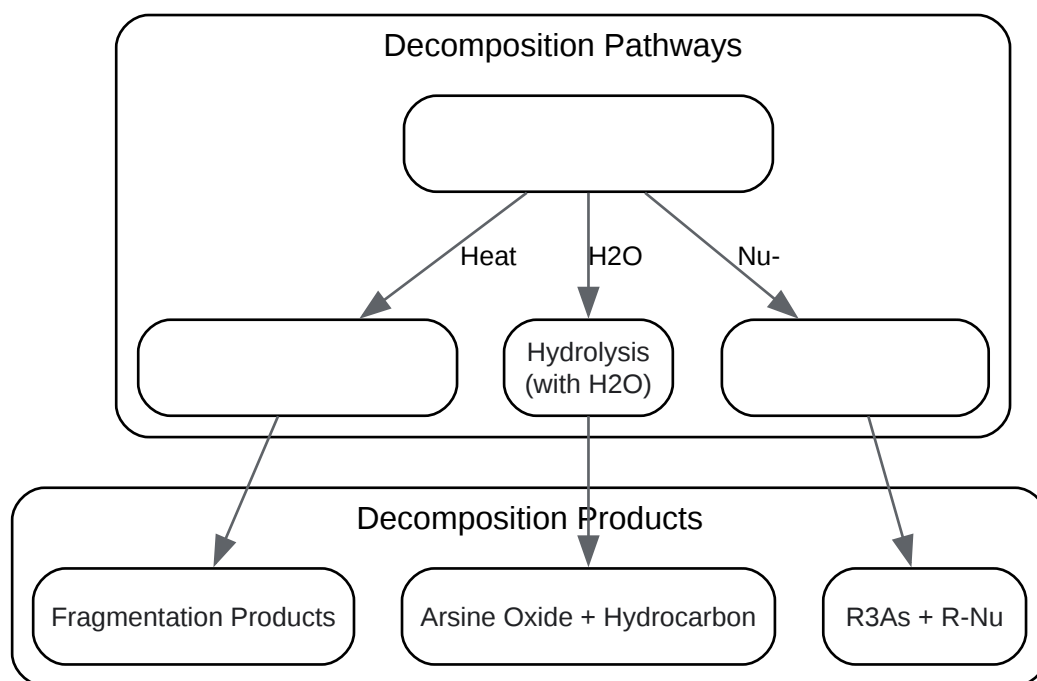 Decomposition Pathways
Heat
H2O
Nu-
Hydrolysis
(with H2O)
Decomposition Products
Fragmentation Products
Arsine Oxide + Hydrocarbon
R3As + R-Nu